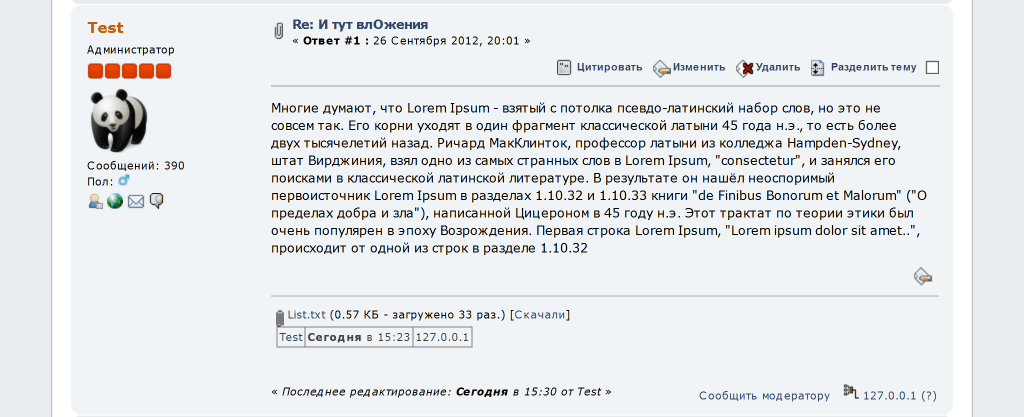 Test
Администратор
Сообщений: 390
Пол:
Re: И тут влОжения
« Ответ #1 : 26 Сентября 2012, 20:01 »
Цитировать Изменить Удалить Разделить тему
Многие думают, что Lorem Ipsum - взятый с потолка псевдо-латинский набор слов, но это не
совсем так. Его корни уходят в один фрагмент классической латыни 45 года н.э., то есть более
двух тысячелетий назад. Ричард МакКлинток, профессор латыни из колледжа Hampden-Sydney,
штат Вирджиния, взял одно из самых странных слов в Lorem Ipsum, "consectetur", и занялся его
поисками в классической латинской литературе. В результате он нашёл неоспоримый
первоисточник Lorem Ipsum в разделах 1.10.32 и 1.10.33 книги "de Finibus Bonorum et Malorum" ("О
пределах добра и зла"), написанной Цицероном в 45 году н.э. Этот трактат по теории этики был
очень популярен в эпоху Возрождения. Первая строка Lorem Ipsum, "Lorem ipsum dolor sit amet..",
происходит от одной из строк в разделе 1.10.32
List.txt (0.57 КБ - загружено 33 раз.) [Скачали]
Test Сегодня в 15:23 127.0.0.1
« Последнее редактирование: Сегодня в 15:30 от Test »
Сообщить модератору 127.0.0.1 (?)